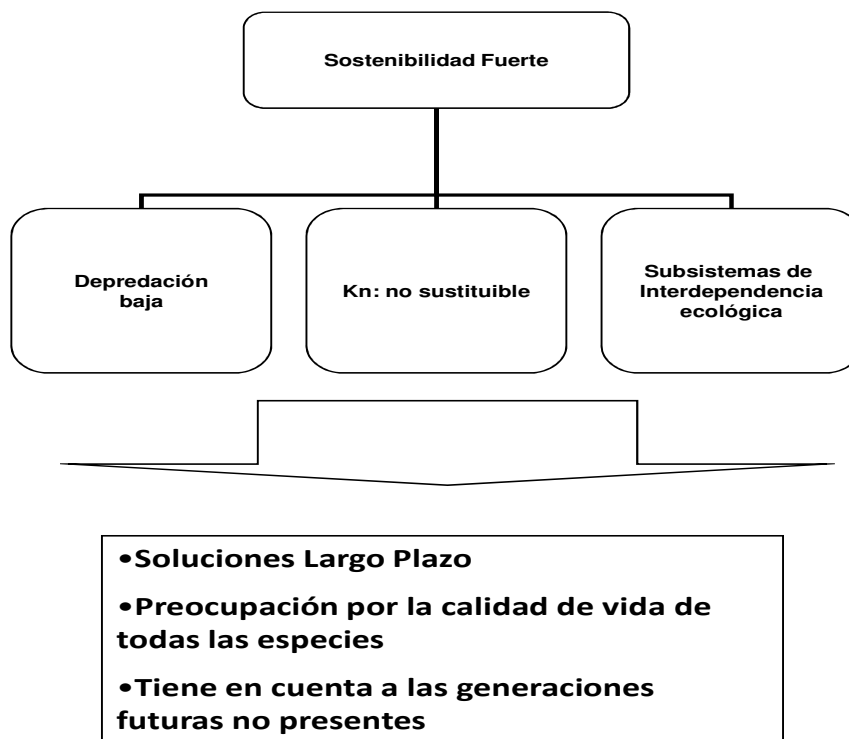 Sostenibilidad Fuerte
Depredación
baja
Kn: no sustituible
Subsistemas de
Interdependencia
ecológica
•Soluciones Largo Plazo
•Preocupación por la calidad de vida de
todas las especies
•Tiene en cuenta a las generaciones
futuras no presentes